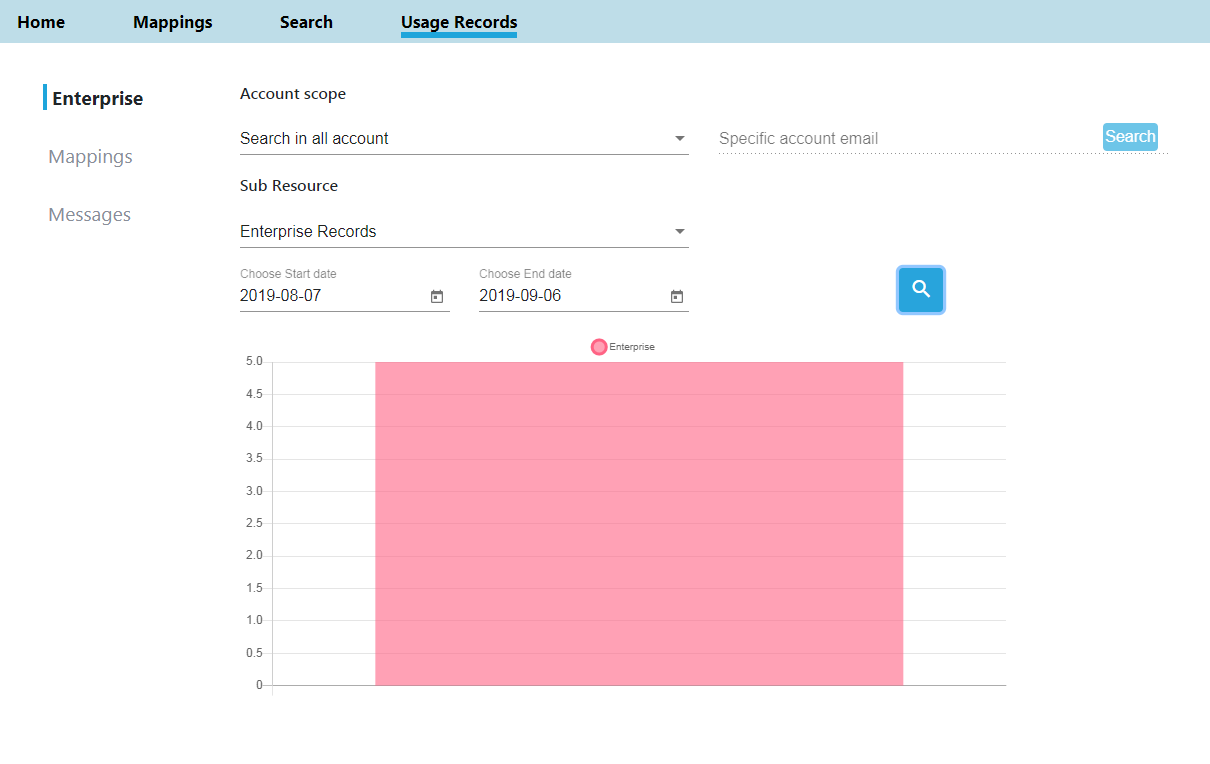 Home Mappings Search Usage Records
Enterprise
Mappings
Messages
Account scope
Search in all account
Specific account email
Search
Sub Resource
Enterprise Records
Choose Start date
2019-08-07
Choose End date
2019-09-06
Enterprise
5.0
4.5
4.0
3.5
3.0
2.5
2.0
1.5
1.0
0.5
0